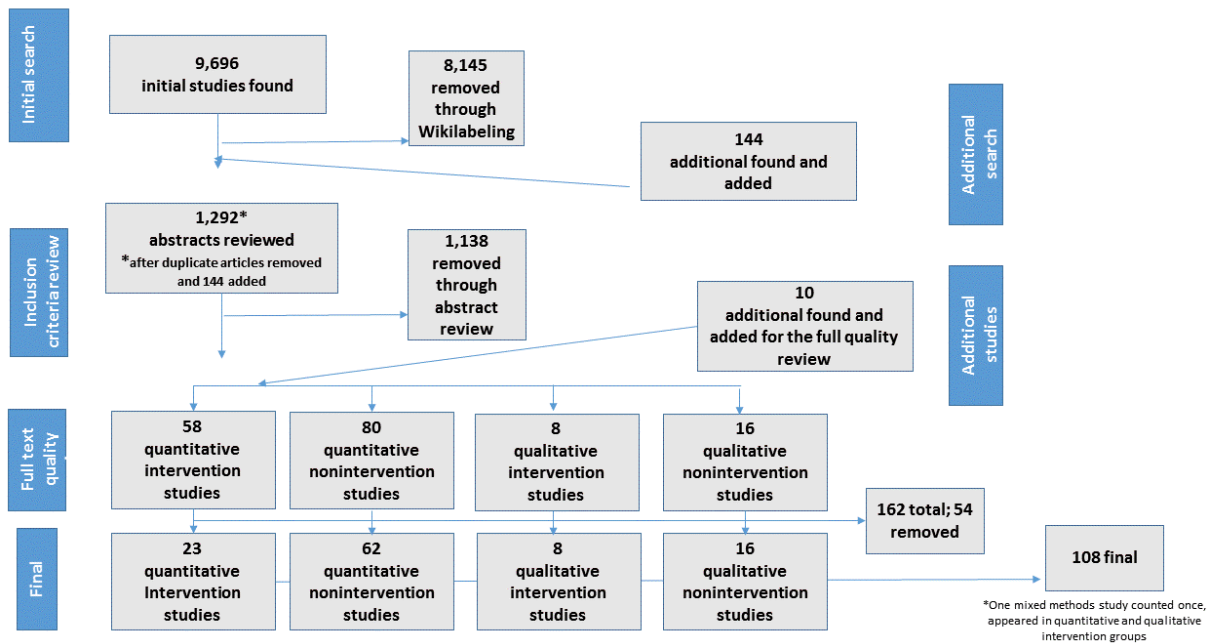 Initial search
9,696
initial studies found
8,145
removed
through
Wikilabeling
144
additional found and
added
Additional
search
Inclusion
criteria review
1,292*
abstracts reviewed
*after duplicate articles removed
and 144 added
1,138
removed
through
abstract
review
10
additional found and
added for the full quality
review
Additional
studies
Full text
quality
58
quantitative
intervention
studies
80
quantitative
nonintervention
studies
8
qualitative
intervention
studies
16
qualitative
nonintervention
studies
162 total; 54
removed
Final
23
quantitative
Intervention
studies
62
quantitative
nonintervention
studies
8
qualitative
intervention
studies
16
qualitative
nonintervention
studies
108 final
*One mixed methods study counted once,
appeared in quantitative and qualitative
intervention groups